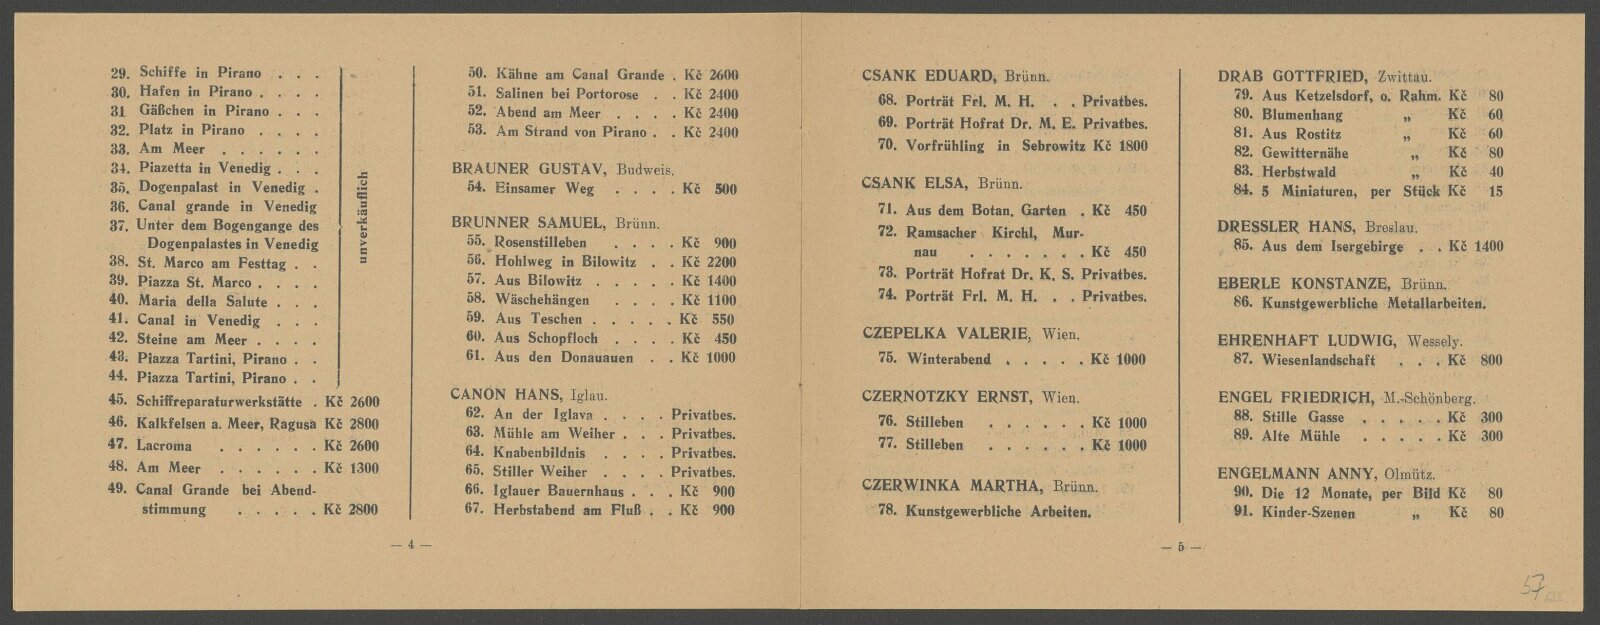 29. Schiffe in Pirano . . .
30. Hafen in Pirano . . . .
31 Gäßchen in Pirano . . .
32. Platz in Pirano . . . .
33. Am Meer . . . . . .
34. Piazetta in Venedig . . .
35. Dogenpalast in Venedig .
36. Canal grande in Venedig
37. Unter dem Bogengange des
Dogenpalastes in Venedig
38. St. Marco am Festtag . .
39. Piazza St. Marco . . . .
40. Maria della Salute . . .
41. Canal in Venedig . . .
42. Steine am Meer . . . .
43. Piazza Tartini, Pirano . .
44. Piazza Tartini, Pirano . .
unverkäuflich
45. Schiffreparaturwerkstätte . Kč 2600
46. Kalkfelsen a. Meer, Ragusa Kč 2800
47. Lacroma . . . . . . Kč 2600
48. Am Meer . . . . . . Kč 1300
49. Canal Grande bei Abend-
stimmung . . . . . Kč 2800
50. Kähne am Canal Grande . Kč 2600
51. Salinen bei Portorose . . Kč 2400
52. Abend am Meer . . . . Kč 2400
53. Am Strand von Pirano . . Kč 2400
BRAUNER GUSTAV, Budweis.
54. Einsamer Weg . . . . Kč 500
BRUNNER SAMUEL, Brünn.
55. Rosenstilleben . . . . Kč 900
56. Hohlweg in Bilowitz . . Kč 2200
57. Aus Bilowitz . . . . . Kč 1400
58. Wäschehängen . . . . Kč 1100
59. Aus Teschen . . . . . Kč 550
60. Aus Schopfloch . . . . Kč 450
61. Aus den Donauauen . . Kč 1000
CANON HANS, Iglau.
62. An der Iglava . . . . Privatbes.
63. Mühle am Weiher . . . Privatbes.
64. Knabenbildnis . . . . Privatbes.
65. Stiller Weiher . . . . Privatbes.
66. Iglauer Bauernhaus . . . Kč 900
67. Herbstabend am Fluß . . Kč 900
— 4 —
CSANK EDUARD, Brünn.
68. Porträt Frl. M. H. . . Privatbes.
69. Porträt Hofrat Dr. M. E. Privatbes.
70. Vorfrühling in Sebrowitz Kč 1800
CSANK ELSA, Brünn.
71. Aus dem Botan. Garten . Kč 450
72. Ramsacher Kirchl, Mur-
nau . . . . . . . Kč 450
73. Porträt Hofrat Dr. K. S. Privatbes.
74. Porträt Frl. M. H. . . Privatbes.
CZEPELKA VALERIE, Wien.
75. Winterabend . . . . . Kč 1000
CZERNOTZKY ERNST, Wien.
76. Stilleben . . . . . . Kč 1000
77. Stilleben . . . . . . Kč 1000
CZERWINKA MARTHA, Brünn.
78. Kunstgewerbliche Arbeiten.
DRAB GOTTFRIED, Zwittau.
79. Aus Ketzelsdorf, o. Rahm. Kč 80
80. Blumenhang „ Kč 60
81. Aus Rostitz „ Kč 60
82. Gewitternähe „ Kč 80
83. Herbstwald „ Kč 40
84. 5 Miniaturen, per Stück Kč 15
DRESSLER HANS, Breslau.
85. Aus dem Isergebirge . . Kč 1400
EBERLE KONSTANZE, Brünn.
86. Kunstgewerbliche Metallarbeiten.
EHRENHAFT LUDWIG, Wessely.
87. Wiesenlandschaft . . . Kč 800
ENGEL FRIEDRICH, M.-Schönberg.
88. Stille Gasse . . . . . Kč 300
89. Alte Mühle . . . . . Kč 300
ENGELMANN ANNY, Olmütz.
90. Die 12 Monate, per Bild Kč 80
91. Kinder-Szenen „ Kč 80
— 5 —
57